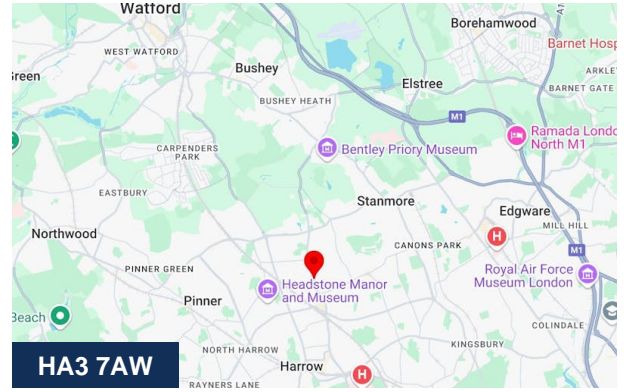 Watford
Borehamwood
A1
Barnet Hosp
WEST WATFORD
Green
Bushey
Elstree
ARKLEY
BARNET GATE
BUSHEY HEATH
M1
Ramada London
North M1
CARPENDERS
PARK
Bentley Priory Museum
EASTBURY
Stanmore
Edgware
Northwood
CANONS PARK
H
MILL HILL
M1
PINNER GREEN
Headstone Manor
and Museum
Royal Air Force
Museum London
Pinner
Beach
COLINDALE
NORTH HARROW
KINGSBURY
HA3 7AW
Harrow
H
RAYNERS LANE